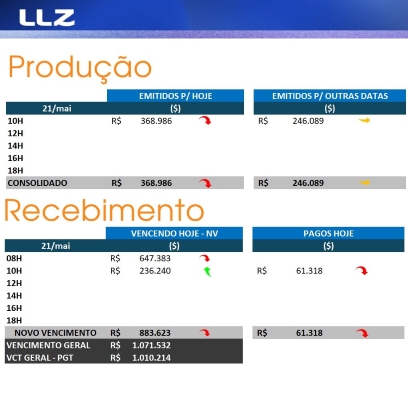 LLZ
Produção
EMITIDOS P/ HOJE EMITIDOS P/ OUTRAS DATAS
21/mai ($) ($)
10H R$ 368.986 R$ 246.089
12H
14H
16H
18H
CONSOLIDADO R$ 368.986 R$ 246.089
Recebimento
VENCENDO HOJE - NV PAGOS HOJE
21/mai ($) ($)
08H R$ 647.383
10H R$ 236.240 R$ 61.318
12H
14H
16H
18H
NOVO VENCIMENTO R$ 883.623 R$ 61.318
VENCIMENTO GERAL R$ 1.071.532
VCT GERAL - PGT R$ 1.010.214